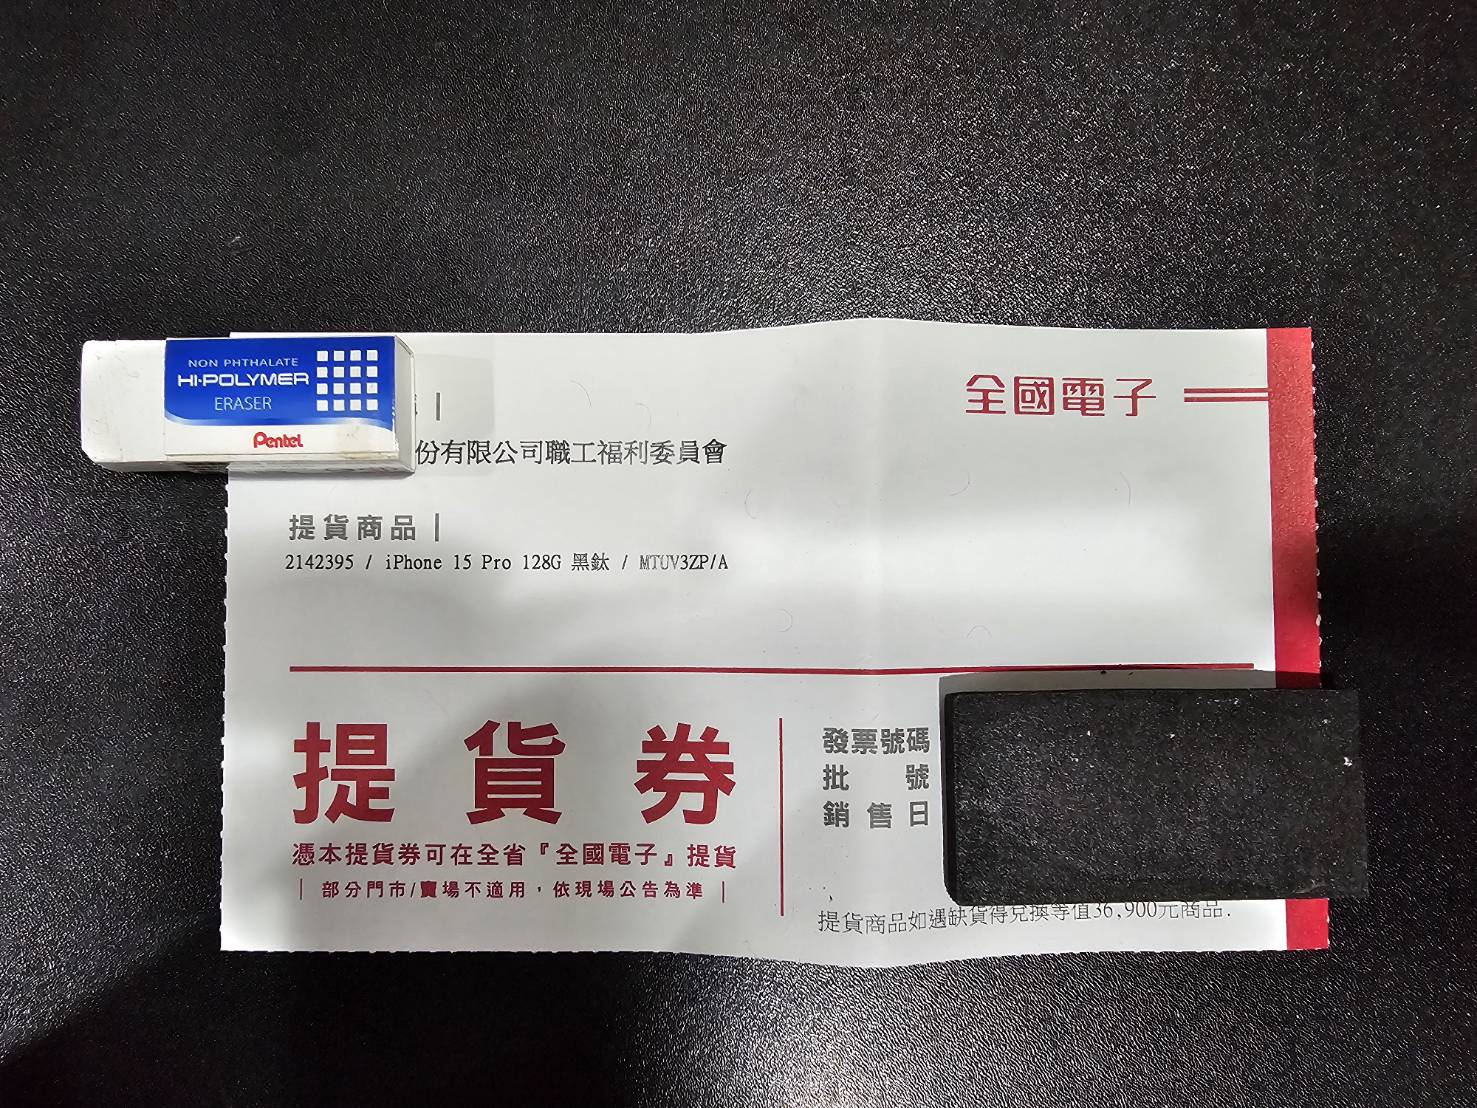 NON PHTHALATE
HI-POLYMER
ERASER
Pentel
全國電子
份有限公司職工福利委員會
提貨商品 |
2142395 / iPhone 15 Pro 128G 黑鈦 / MTUV3ZP/A
提貨券
憑本提貨券可在全省『全國電子』提貨
| 部分門市/賣場不適用，依現場公告為準 |
發票號碼
批號
銷售日
提貨商品如遇缺貨得兌換等值36,900元商品.